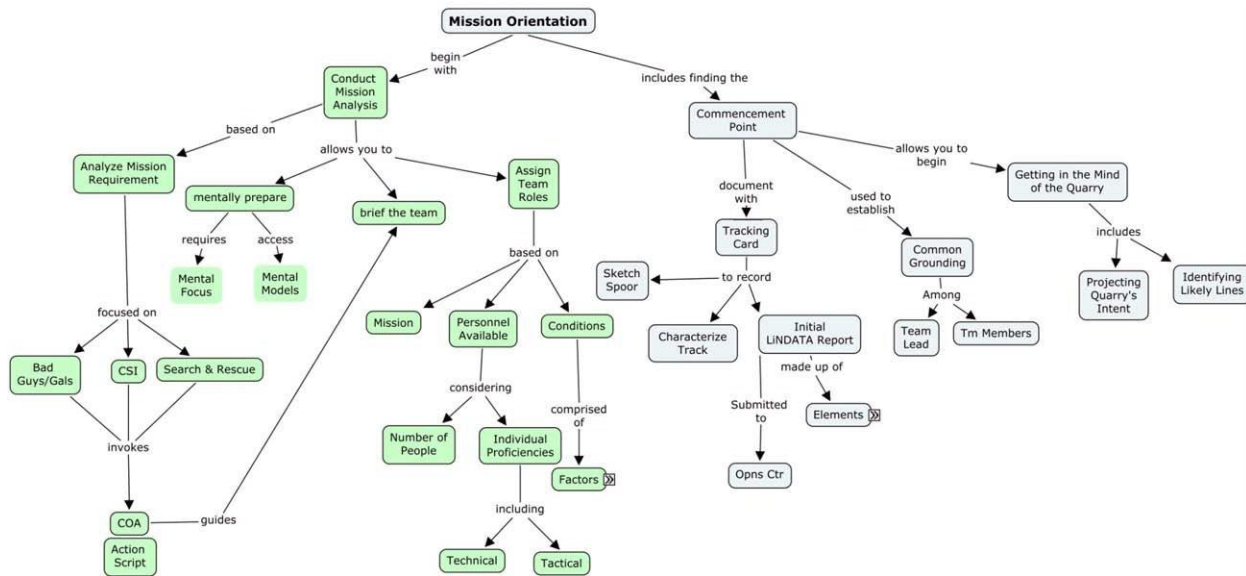 Mission Orientation
begin
with
includes finding the
Conduct
Mission
Analysis
Commencement
Point
based on
allows you to
allows you to
begin
Analyze Mission
Requirement
mentally prepare
brief the team
Assign
Team
Roles
document
with
used to
establish
Getting in the Mind
of the Quarry
requires
access
Mental
Focus
Mental
Models
based on
Tracking
Card
Common
Grounding
includes
Sketch
Spoor
to record
Projecting
Quarry's
Intent
Identifying
Likely Lines
focused on
Mission
Personnel
Available
Conditions
Characterize
Track
Initial
LiNDATA Report
Among
Team
Lead
Tm Members
Bad
Guys/Gals
CSI
Search & Rescue
considering
comprised
of
made up of
Submitted
to
Elements
invokes
Number of
People
Individual
Proficiencies
Factors
Opns Ctr
COA
guides
Action
Script
including
Technical
Tactical